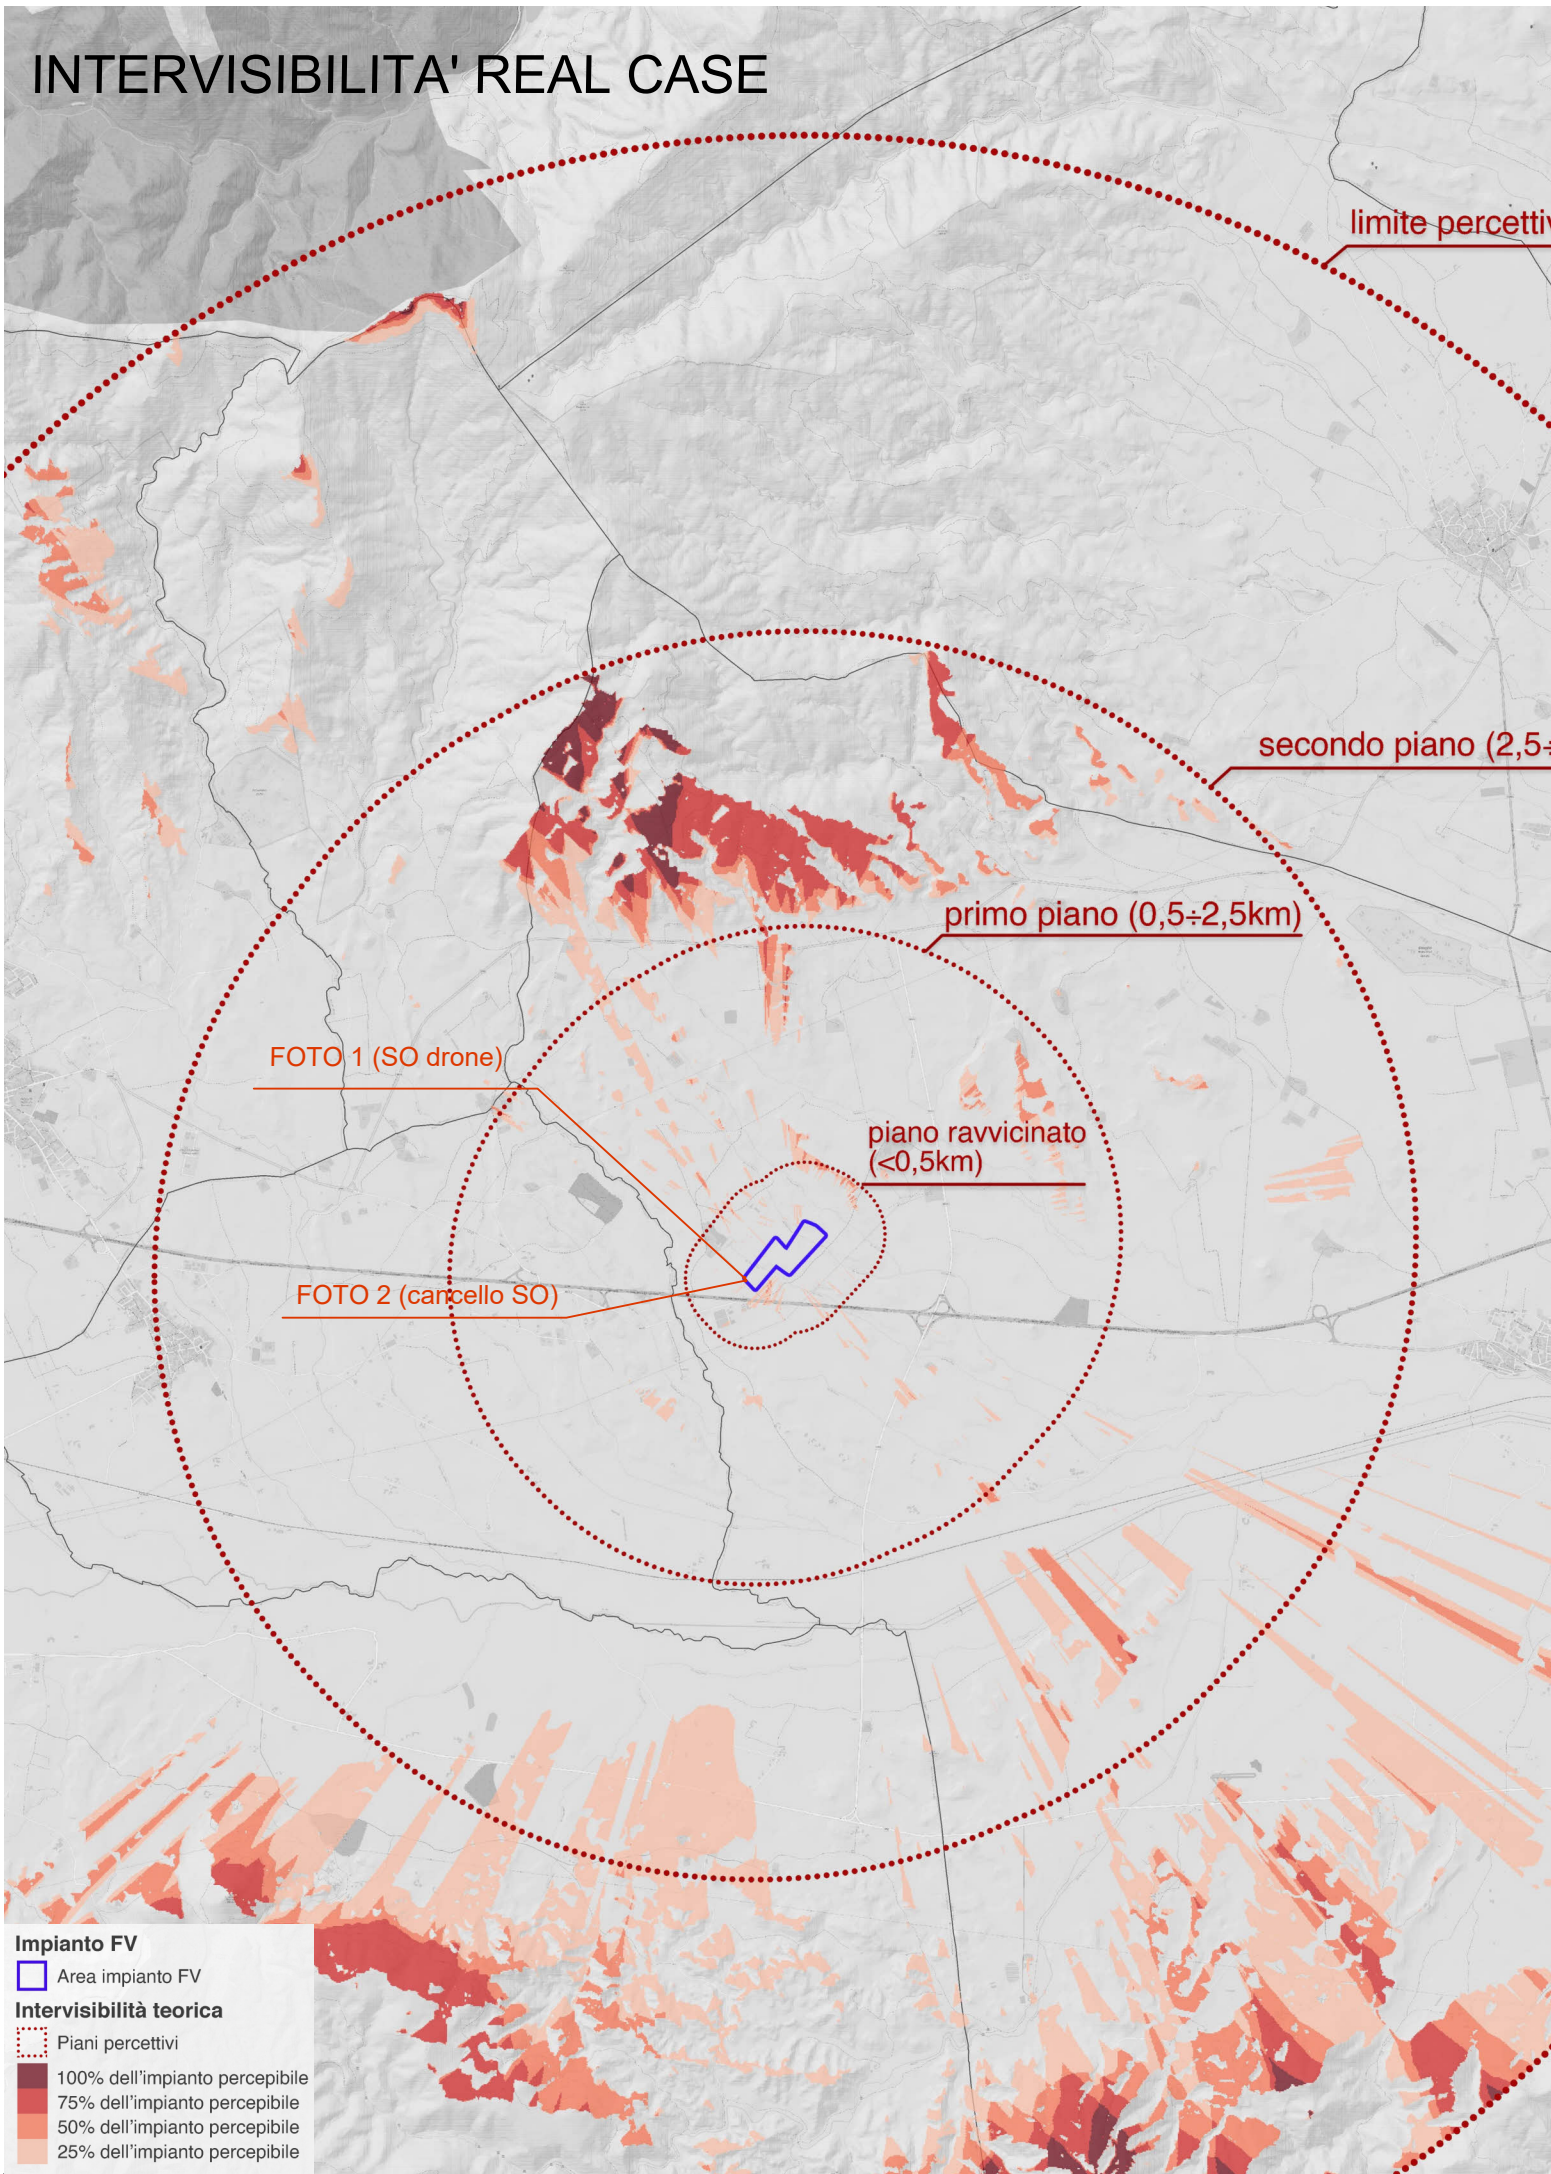 INTERVISIBILITA' REAL CASE
limite percettiv
secondo piano (2,5÷
primo piano (0,5÷2,5km)
FOTO 1 (SO drone)
piano ravvicinato
(<0,5km)
FOTO 2 (cancello SO)
Impianto FV
Area impianto FV
Intervisibilità teorica
Piani percettivi
100% dell'impianto percepibile
75% dell'impianto percepibile
50% dell'impianto percepibile
25% dell'impianto percepibile